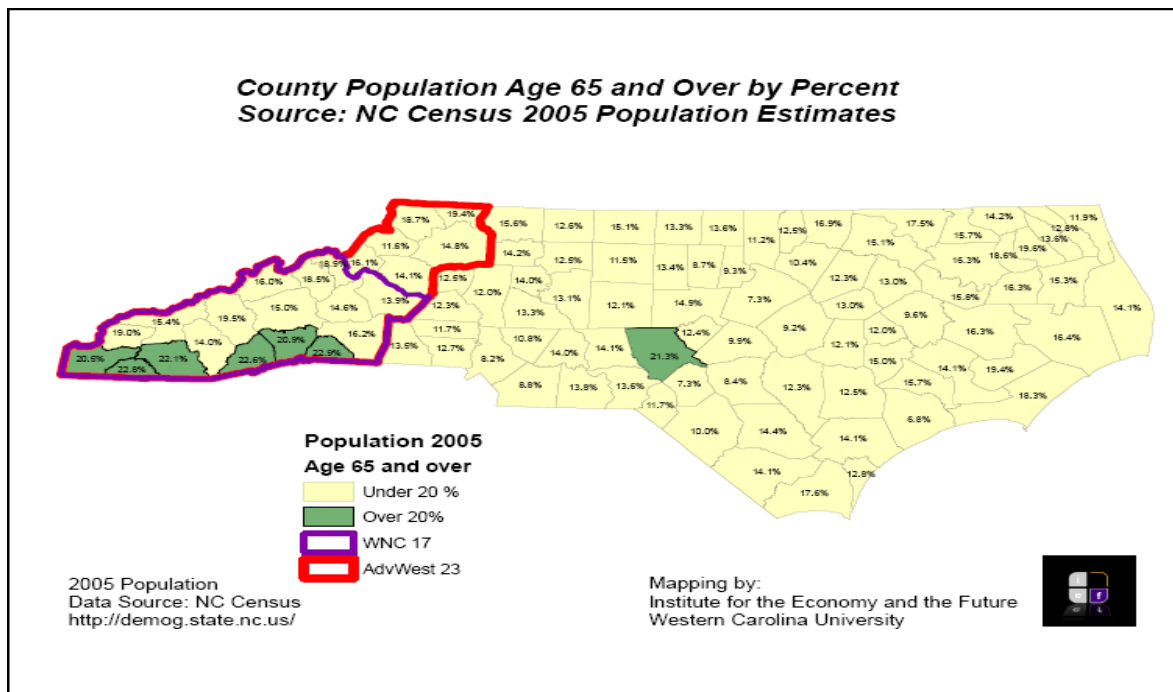 County Population Age 65 and Over by Percent
Source: NC Census 2005 Population Estimates
18.7% 19.4% 15.6% 12.6% 15.1% 13.3% 13.6% 11.2% 12.5% 16.9% 17.5% 14.2% 11.9%
12.8%
13.6%
11.6% 14.8% 14.2% 12.5% 11.5% 13.4% 8.7% 9.3% 10.4% 15.1% 16.3% 15.7% 18.6% 19.6%
16.0% 18.5% 18.5% 16.1% 14.1% 12.5% 12.0% 14.0% 12.3% 13.0% 16.3% 15.3%
15.4% 19.5% 15.0% 14.6% 13.9% 12.3% 13.3% 13.1% 12.1% 14.9% 7.3% 13.0% 9.6% 14.1%
19.0% 14.0% 20.9% 16.2% 13.5% 11.7% 12.7% 10.8% 14.1% 12.4% 9.9% 9.2% 12.1% 12.0% 16.3% 16.4%
22.1% 22.6% 22.9% 8.2% 14.0% 21.3% 15.0% 14.1% 19.4%
22.8% 8.8% 13.8% 13.6% 7.3% 8.4% 12.3% 12.5% 15.7% 18.3%
11.7% 10.0% 14.4% 14.1% 6.8%
14.1% 12.8%
17.6%
Population 2005
Age 65 and over
Under 20 %
Over 20%
WNC 17
AdvWest 23
2005 Population
Data Source: NC Census
http://demog.state.nc.us/
Mapping by:
Institute for the Economy and the Future
Western Carolina University